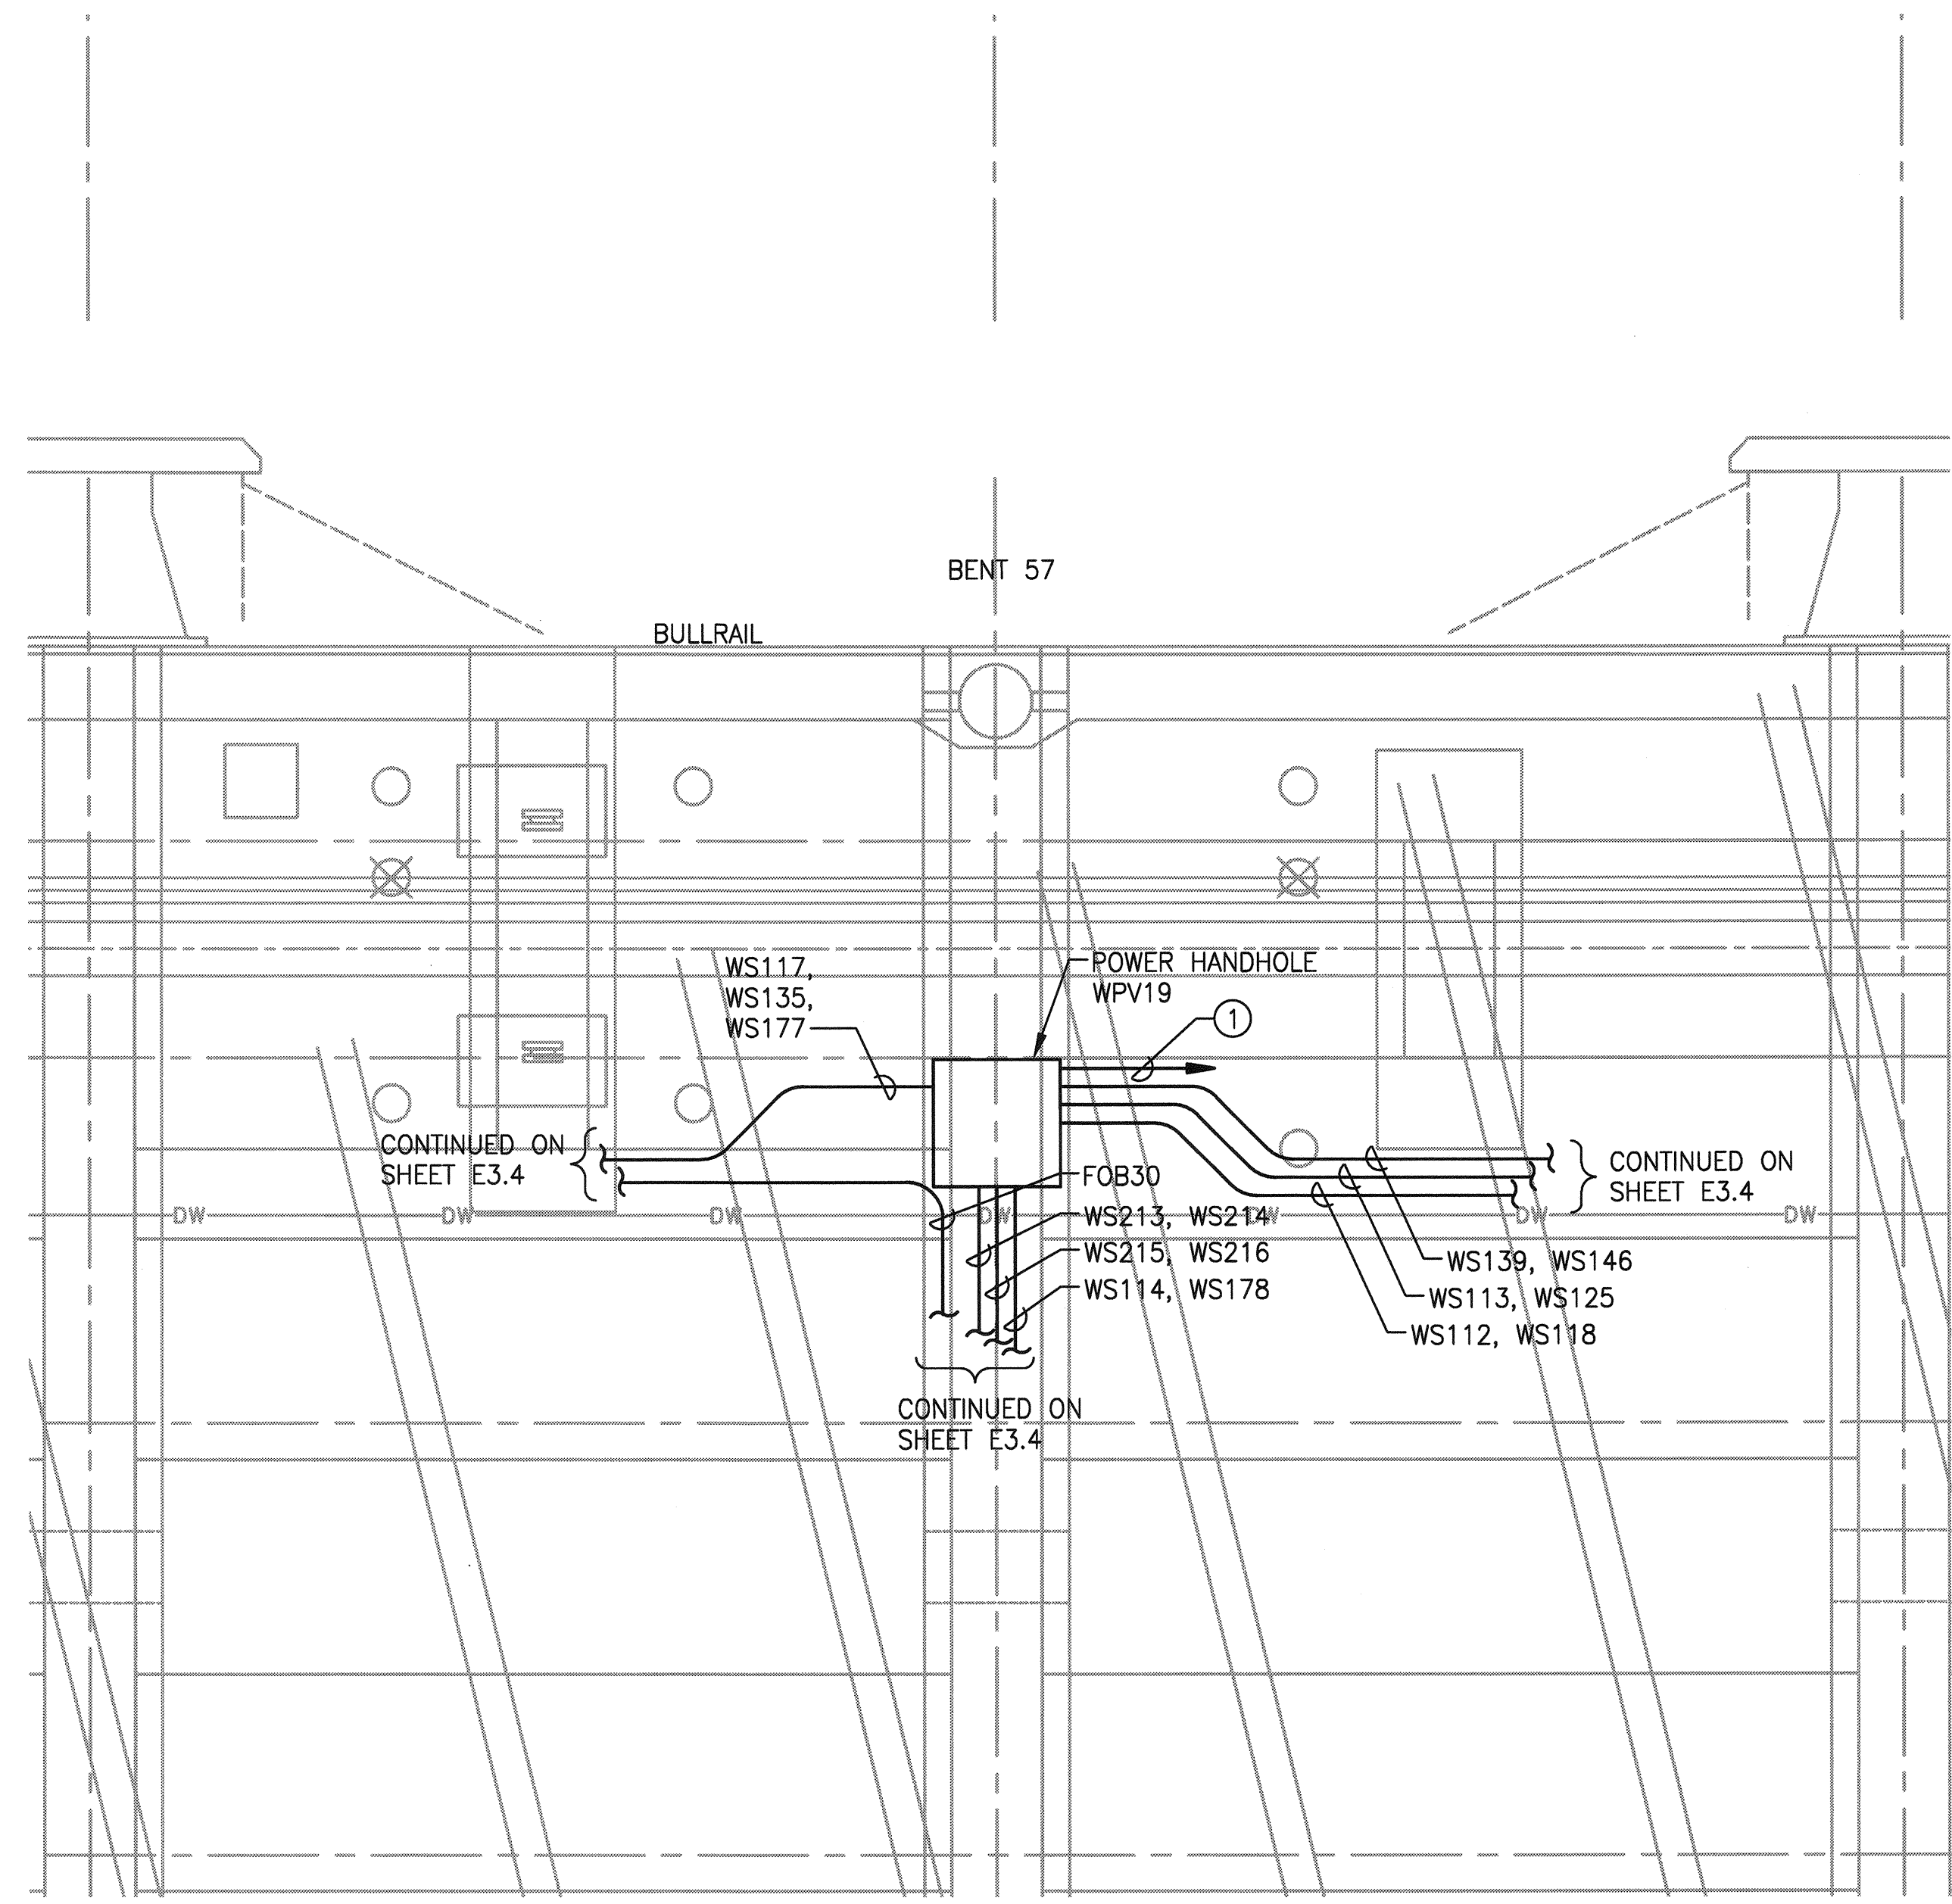 BENT 57
BULLRAIL
WS117,
WS135,
WS177
POWER HANDHOLE
WPV19
1
CONTINUED ON
SHEET E3.4
FOB30
CONTINUED ON
SHEET E3.4
DW DW DW DW DW DW DW
WS213, WS214
WS215, WS216
WS114, WS178
WS139, WS146
WS113, WS125
WS112, WS118
CONTINUED ON
SHEET E3.4